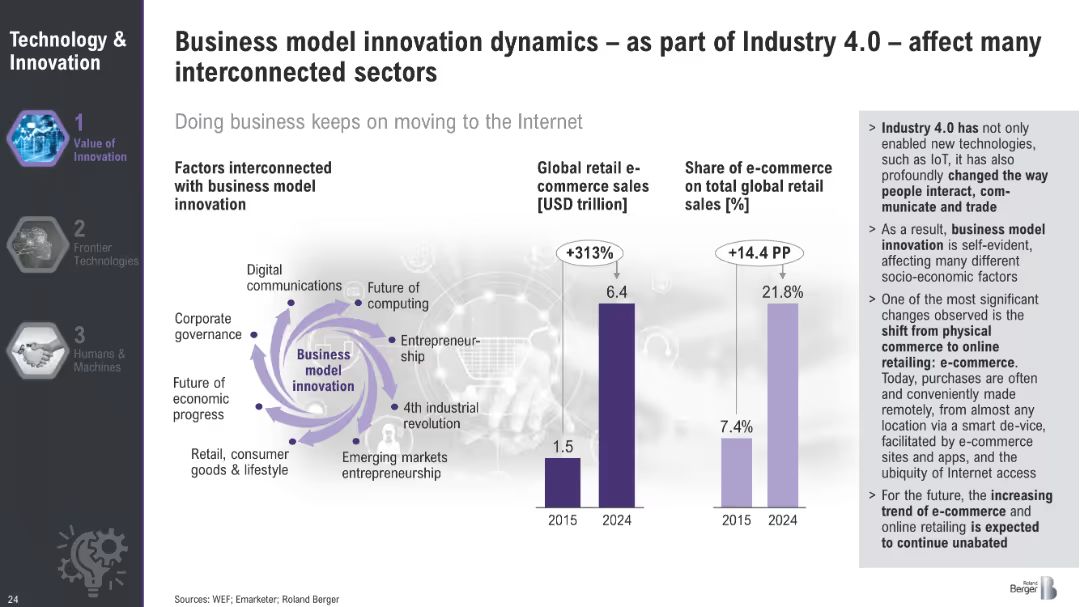 Technology &
Innovation
1
Value of
Innovation
2
Frontier
Technologies
3
Humans &
Machines
24
Business model innovation dynamics – as part of Industry 4.0 – affect many
interconnected sectors
Doing business keeps on moving to the Internet
Factors interconnected
with business model
innovation
Digital
communications
Future of
computing
Corporate
governance
Entrepreneur-
ship
Business
model
innovation
Future of
economic
progress
4th industrial
revolution
Retail, consumer
goods & lifestyle
Emerging markets
entrepreneurship
Global retail e-
commerce sales
[USD trillion]
+313%
6.4
1.5
2015 2024
Share of e-commerce
on total global retail
sales [%]
+14.4 PP
21.8%
7.4%
2015 2024
> Industry 4.0 has not only
enabled new technologies,
such as IoT, it has also
profoundly changed the way
people interact, com-
municate and trade
> As a result, business model
innovation is self-evident,
affecting many different
socio-economic factors
> One of the most significant
changes observed is the
shift from physical
commerce to online
retailing: e-commerce.
Today, purchases are often
and conveniently made
remotely, from almost any
location via a smart de-vice,
facilitated by e-commerce
sites and apps, and the
ubiquity of Internet access
> For the future, the increasing
trend of e-commerce and
online retailing is expected
to continue unabated
Sources: WEF; Emarketer; Roland Berger
Roland
Berger
B